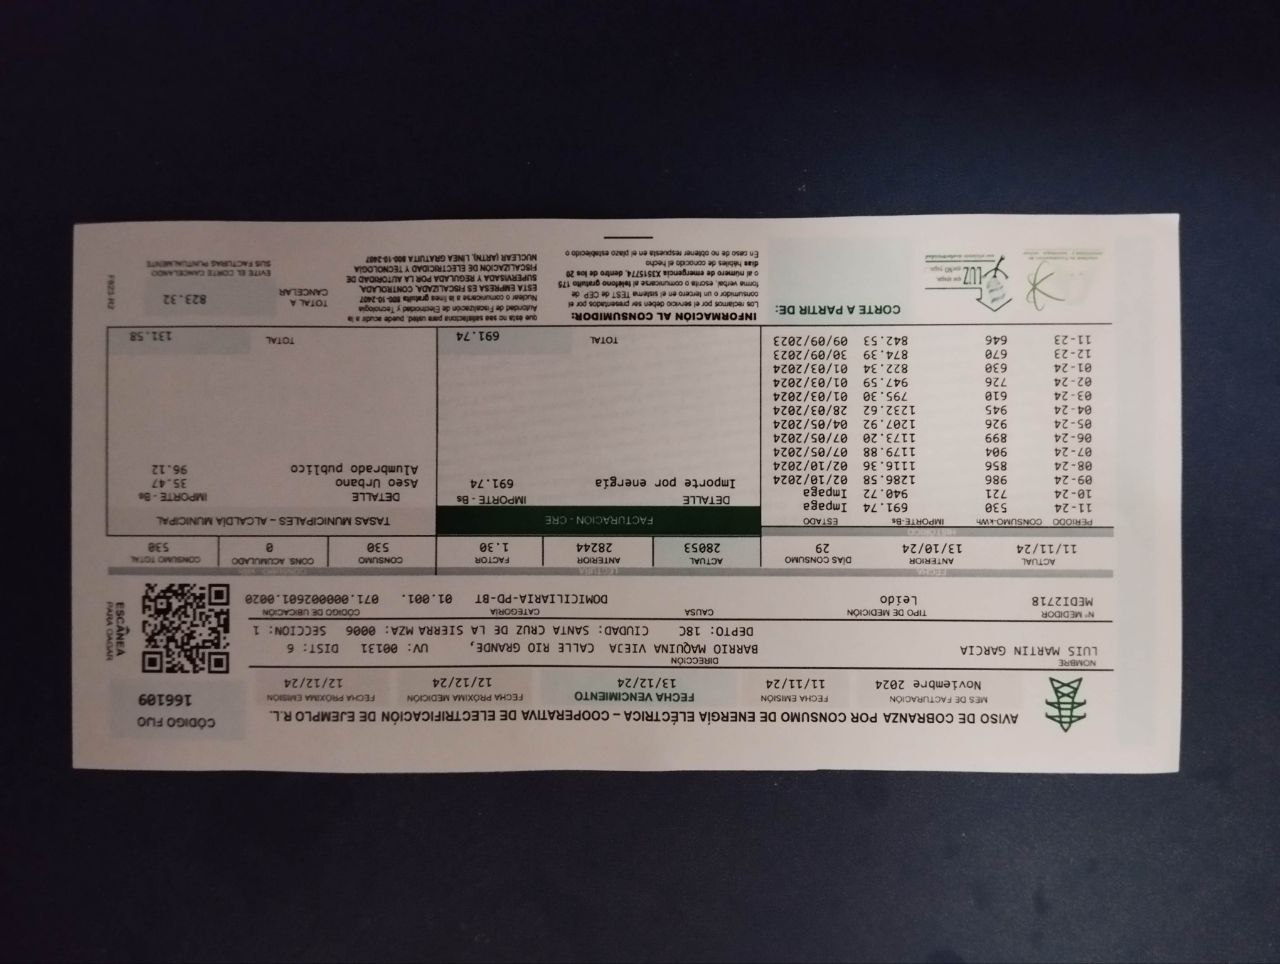 AVISO DE COBRANZA POR CONSUMO DE ENERGÍA ELÉCTRICA – COOPERATIVA DE ELECTRIFICACIÓN DE EJEMPLO R.L.
CÓDIGO FIJO
166109
MES DE FACTURACIÓN
Noviembre 2024
FECHA EMISIÓN
11/11/24
FECHA VENCIMIENTO
13/12/24
FECHA PRÓXIMA MEDICIÓN
12/12/24
FECHA PRÓXIMA EMISIÓN
12/12/24
NOMBRE
LUIS MARTIN GARCIA
DIRECCIÓN
BARRIO MAQUINA VIEJA CALLE RIO GRANDE, UV: 00131 DIST: 6
DEPTO: 18C CIUDAD: SANTA CRUZ DE LA SIERRA MZA: 0006 SECCION: 1
ESCÁNEA
PARA PAGAR
N° MEDIDOR
MEDI2718
TIPO DE MEDICIÓN
Leido
CAUSA
CATEGORÍA
DOMICILIARIA-PD-BT
CÓDIGO DE UBICACIÓN
01.001. 071.000002601.0020
FECHA
LECTURA
CONSUMO - kWh
ACTUAL
11/11/24
ANTERIOR
13/10/24
DÍAS CONSUMO
29
ACTUAL
28053
ANTERIOR
28244
FACTOR
1.30
CONSUMO
530
CONS ACUMULADO
0
CONSUMO TOTAL
530
HISTÓRICO
PERIODO CONSUMO-kWh IMPORTE-Bs ESTADO
11-24 530 691.74 Impaga
10-24 721 940.72 Impaga
09-24 986 1286.58 02/10/2024
08-24 856 1116.36 02/10/2024
07-24 904 1179.88 07/05/2024
06-24 899 1173.20 07/05/2024
05-24 926 1207.92 04/05/2024
04-24 945 1232.62 28/03/2024
03-24 610 795.30 01/03/2024
02-24 726 947.59 01/03/2024
01-24 630 822.34 01/03/2024
12-23 670 874.39 30/09/2023
11-23 646 842.53 09/09/2023
FACTURACION - CRE
DETALLE IMPORTE - Bs
Importe por energía 691.74
TOTAL 691.74
TASAS MUNICIPALES – ALCALDÍA MUNICIPAL
DETALLE IMPORTE - Bs
Aseo Urbano 35.47
Alumbrado publico 96.12
TOTAL 131.58
CORTE A PARTIR DE:
LUZ
INFORMACIÓN AL CONSUMIDOR:
Los reclamos por el servicio deben ser presentados por el
consumidor o un tercero en el sistema TEST de CEP de
forma verbal, escrita o comunicarse al teléfono gratuito 175
o al número de emergencia 93515714, dentro de los 20
días hábiles de conocido el hecho
En caso de no obtener respuesta en el plazo establecido o
que ésta no sea satisfactoria para usted, puede acudir a la
Autoridad de Fiscalización de Electricidad y Tecnología
Nuclear o comunicarse a la línea gratuita 800-10-2407
ESTA EMPRESA ES FISCALIZADA, CONTROLADA,
SUPERVISADA Y REGULADA POR LA AUTORIDAD DE
FISCALIZACIÓN DE ELECTRICIDAD Y TECNOLOGÍA
NUCLEAR (AETN), LÍNEA GRATUITA 800-10-2407
TOTAL A
CANCELAR
823.32
EVITE EL CORTE CANCELANDO
SUS FACTURAS PUNTUALMENTE